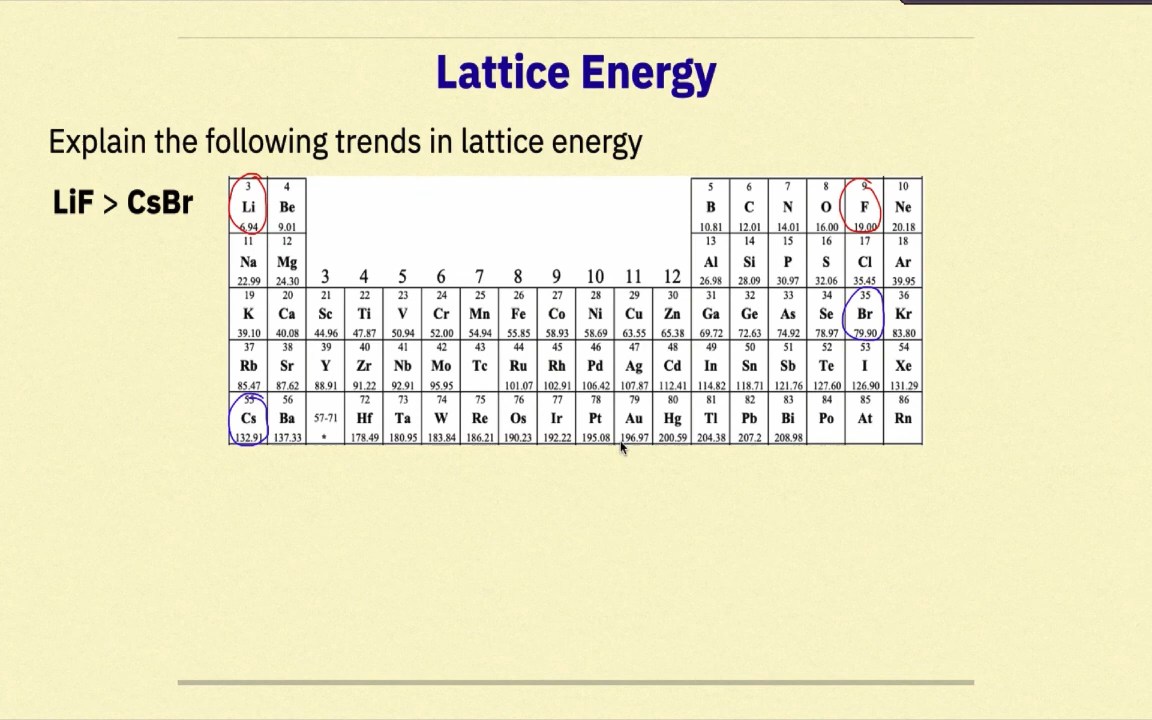 Lattice Energy
Explain the following trends in lattice energy
LiF > CsBr
3 4 5 6 7 8 9 10
Li Be B C N O F Ne
6.94 9.01 10.81 12.01 14.01 16.00 19.00 20.18
11 12 13 14 15 16 17 18
Na Mg Al Si P S Cl Ar
22.99 24.30 3 4 5 6 7 8 9 10 11 12 26.98 28.09 30.97 32.06 35.45 39.95
19 20 21 22 23 24 25 26 27 28 29 30 31 32 33 34 35 36
K Ca Sc Ti V Cr Mn Fe Co Ni Cu Zn Ga Ge As Se Br Kr
39.10 40.08 44.96 47.87 50.94 52.00 54.94 55.85 58.93 58.69 63.55 65.38 69.72 72.63 74.92 78.97 79.90 83.80
37 38 39 40 41 42 43 44 45 46 47 48 49 50 51 52 53 54
Rb Sr Y Zr Nb Mo Tc Ru Rh Pd Ag Cd In Sn Sb Te I Xe
85.47 87.62 88.91 91.22 92.91 95.95 101.07 102.91 106.42 107.87 112.41 114.82 118.71 121.76 127.60 126.90 131.29
55 56 72 73 74 75 76 77 78 79 80 81 82 83 84 85 86
Cs Ba 57-71 Hf Ta W Re Os Ir Pt Au Hg Tl Pb Bi Po At Rn
132.91 137.33 * 178.49 180.95 183.84 186.21 190.23 192.22 195.08 196.97 200.59 204.38 207.2 208.98